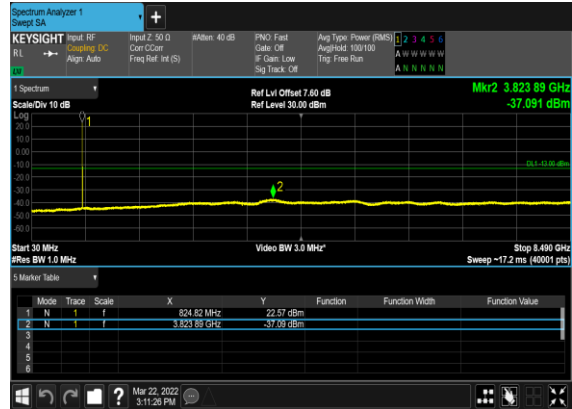 Spectrum Analyzer 1
Swept SA
+
KEYSIGHT Input: RF Input Z: 50 Ω #Atten: 40 dB PNO: Fast Avg Type: Power (RMS) 1 2 3 4 5 6
RL Coupling: DC Corr CCorr Gate: Off Avg|Hold: 100/100 A W W W W W
Align: Auto Freq Ref: Int (S) IF Gain: Low Trig: Free Run
Sig Track: Off A N N N N N
1 Spectrum Ref Lvl Offset 7.60 dB Mkr2 3.823 89 GHz
Scale/Div 10 dB Ref Level 30.00 dBm -37.091 dBm
Log
20.0
10.0
0.00
-10.0
DL1 -13.00 dBm
-20.0
-30.0
-40.0
-50.0
-60.0
1
2
Start 30 MHz Video BW 3.0 MHz* Stop 8.490 GHz
#Res BW 1.0 MHz Sweep ~17.2 ms (40001 pts)
5 Marker Table
Mode Trace Scale X Y Function Function Width Function Value
1 N 1 f 824.82 MHz 22.57 dBm
2 N 1 f 3.823 89 GHz -37.09 dBm
3
4
5
6
? Mar 22, 2022
3:11:26 PM